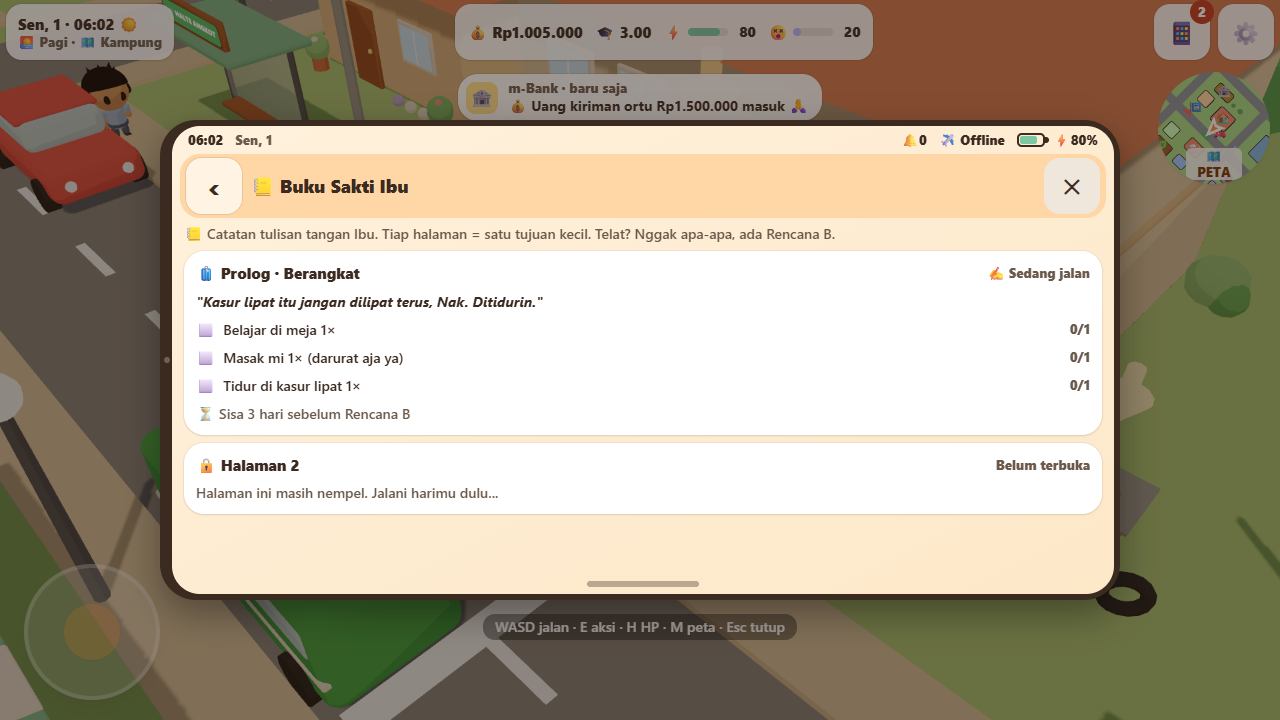 Sen, 1 · 06:02
Pagi · Kampung
HALTE ANGKOT
Rp1.005.000
3.00
80
20
2
m-Bank · baru saja
Uang kiriman ortu Rp1.500.000 masuk
PETA
06:02 Sen, 1
0 Offline 80%
Buku Sakti Ibu
Catatan tulisan tangan Ibu. Tiap halaman = satu tujuan kecil. Telat? Nggak apa-apa, ada Rencana B.
Prolog · Berangkat
Sedang jalan
"Kasur lipat itu jangan dilipat terus, Nak. Ditidurin."
Belajar di meja 1× 0/1
Masak mi 1× (darurat aja ya) 0/1
Tidur di kasur lipat 1× 0/1
Sisa 3 hari sebelum Rencana B
Halaman 2
Belum terbuka
Halaman ini masih nempel. Jalani harimu dulu...
WASD jalan · E aksi · H HP · M peta · Esc tutup